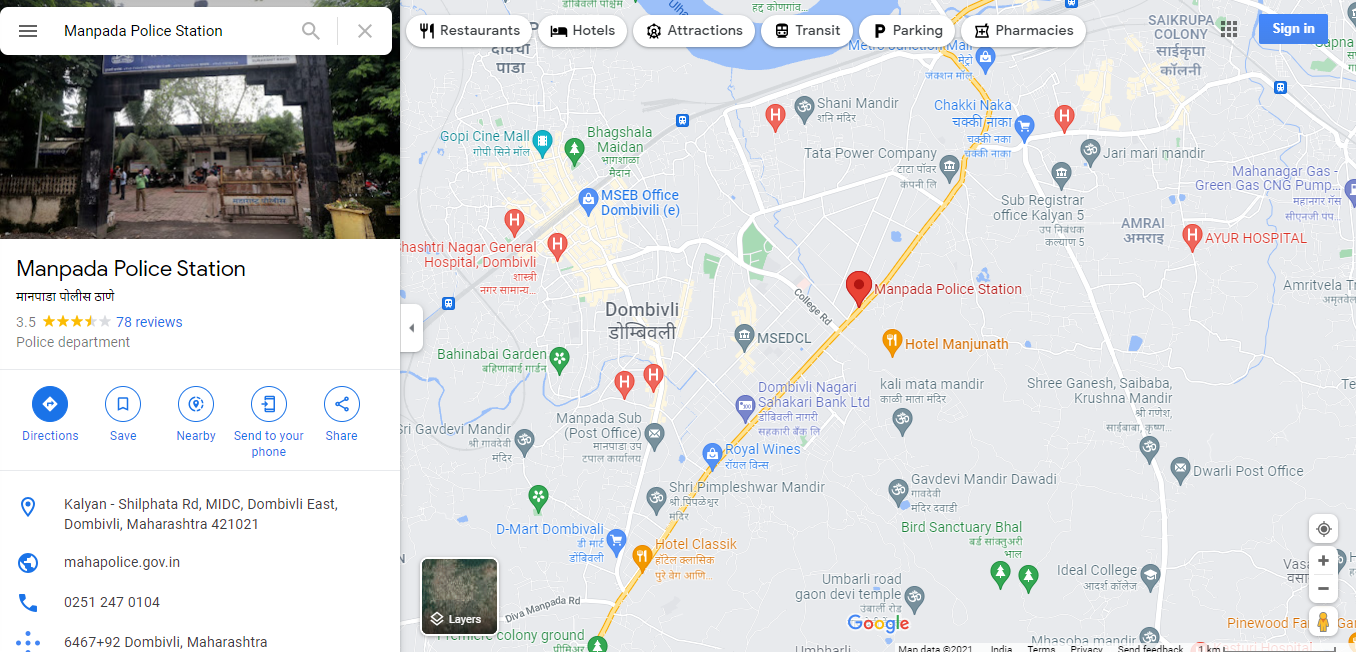 Manpada Police Station
Restaurants
Hotels
Attractions
Transit
Parking
Pharmacies
Sign in
Manpada Police Station
मानपाडा पोलीस ठाणे
3.5
78 reviews
Police department
Directions
Save
Nearby
Send to your
phone
Share
Kalyan - Shilphata Rd, MIDC, Dombivli East,
Dombivli, Maharashtra 421021
mahapolice.gov.in
0251 247 0104
6467+92 Dombivli, Maharashtra
पाडा
SAIKRUPA
COLONY
साईकृपा
कॉलनी
Metro Junction Mall
मेट्रो
जंक्शन मॉल
Shani Mandir
शनि मंदिर
Chakki Naka
चक्की नाका
चक्की नका
चक्की नाका
Gopi Cine Mall
गोपी सिने मॉल
Bhagshala
Maidan
भागशाळा
मैदान
Tata Power Company
टाटा पॉवर
कंपनी लि
Jari mari mandir
Mahanagar Gas -
Green Gas CNG Pump...
महानगर गॅस
सीएनजी पंप...
MSEB Office
Dombivili (e)
Sub Registrar
office Kalyan 5
उप निबंधक
कल्याण 5
AMRAI
अमराई
AYUR HOSPITAL
Shashtri Nagar General
Hospital, Dombivli
शास्त्री
नगर सामान्य...
Manpada Police Station
College Rd
Dombivli
डोम्बिवली
MSEDCL
Hotel Manjunath
Bahinabai Garden
बहिणाबाई गार्डन
Dombivli Nagari
Sahakari Bank Ltd
डोंबिवली नागरी
सहकारी बँक लि
kali mata mandir
काळी माता मंदिर
Shree Ganesh, Saibaba,
Krushna Mandir
श्री गणेश,
साईबाबा, कृष्ण...
Manpada Sub
(Post Office)
मानपाडा उप
टपाल कार्यालय
Sri Gavdevi Mandir
श्री गावदेवी
मंदिर
Royal Wines
रॉयल विन्स
Dwarli Post Office
Shri Pimpleshwar Mandir
श्री पिंपळेश्वर
मंदिर
Gavdevi Mandir Dawadi
गावदेवी
मंदिर दवाडी
D-Mart Dombivali
डी मार्ट
डोंबिवली
Bird Sanctuary Bhal
बर्ड सांक्तुअरी
भाल
Hotel Classik
हॉटेल क्लासिक
पुरे वेग आणि...
Ideal College
आदर्श कॉलेज
Umbarli road
gaon devi temple
उंबार्ली रोड
Diva Manpada Rd
Layers
Premiere colony ground
Google
Mhasoba mandir
Map data ©2021
India
Terms
Privacy
Send feedback
1 km